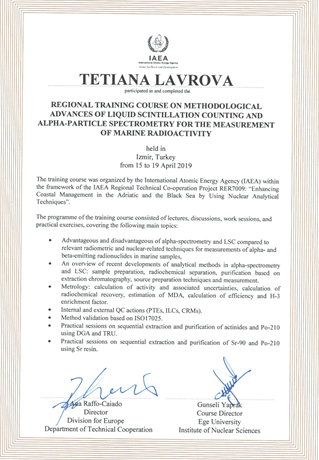 IAEA
International Atomic Energy Agency
TETIANA LAVROVA
participated in and completed the
REGIONAL TRAINING COURSE ON METHODOLOGICAL
ADVANCES OF LIQUID SCINTILLATION COUNTING AND
ALPHA-PARTICLE SPECTROMETRY FOR THE MEASUREMENT
OF MARINE RADIOACTIVITY
held in
Izmir, Turkey
from 15 to 19 April 2019
The training course was organized by the International Atomic Energy Agency (IAEA) within
the framework of the IAEA Regional Technical Co-operation Project RER7009: “Enhancing
Coastal Management in the Adriatic and the Black Sea by Using Nuclear Analytical
Techniques”.
The programme of the training course consisted of lectures, discussions, work sessions, and
practical exercises, covering the following main topics:
• Advantageous and disadvantageous of alpha-spectrometry and LSC compared to
relevant radiometric and nuclear-related techniques for measurements of alpha- and
beta-emitting radionuclides in marine samples,
• An overview of recent developments of analytical methods in alpha-spectrometry
and LSC: sample preparation, radiochemical separation, purification based on
extraction chromatography, source preparation techniques and measurement.
• Metrology: calculation of activity and associated uncertainties, calculation of
radiochemical recovery, estimation of MDA, calculation of efficiency and H-3
enrichment factor.
• Internal and external QC actions (PTEs, ILCs, CRMs).
• Method validation based on ISO17025.
• Practical sessions on sequential extraction and purification of actinides and Po-210
using DGA and TRU.
• Practical sessions on sequential extraction and purification of Sr-90 and Po-210
using Sr resin.
Ana Raffo-Caiado
Director
Division for Europe
Department of Technical Cooperation
Gunseli Yaprak
Course Director
Ege University
Institute of Nuclear Sciences